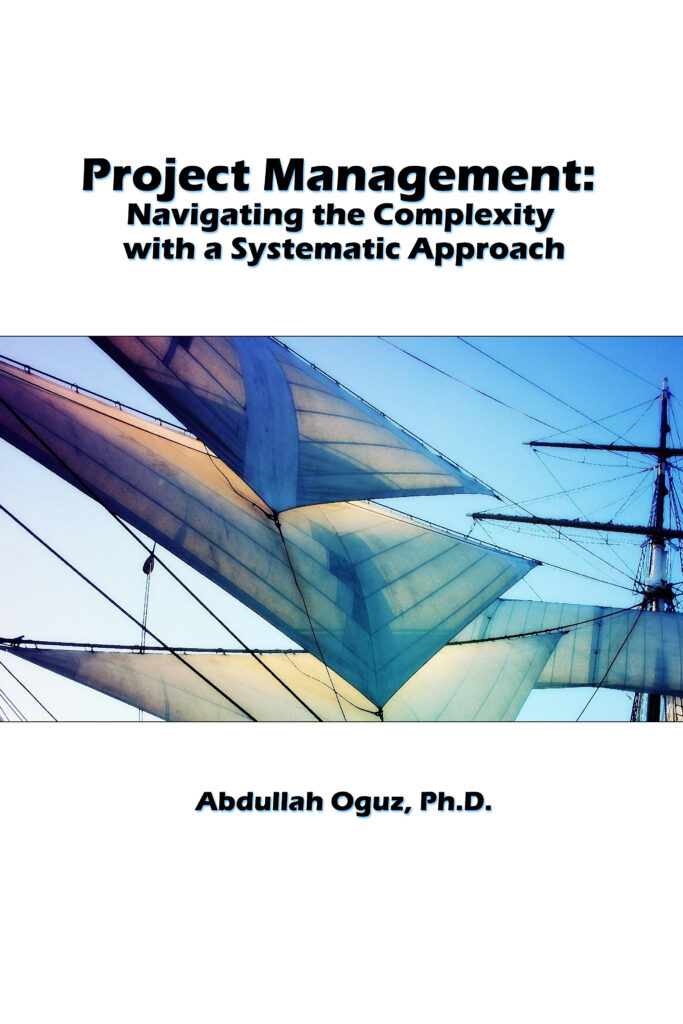 Project Management:
Navigating the Complexity
with a Systematic Approach
Abdullah Oguz, Ph.D.